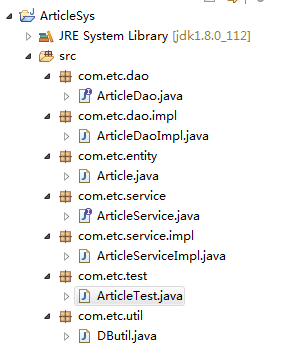 ArticleSys
JRE System Library [jdk1.8.0_112]
src
com.etc.dao
ArticleDao.java
com.etc.dao.impl
ArticleDaoImpl.java
com.etc.entity
Article.java
com.etc.service
ArticleService.java
com.etc.service.impl
ArticleServiceImpl.java
com.etc.test
ArticleTest.java
com.etc.util
DButil.java